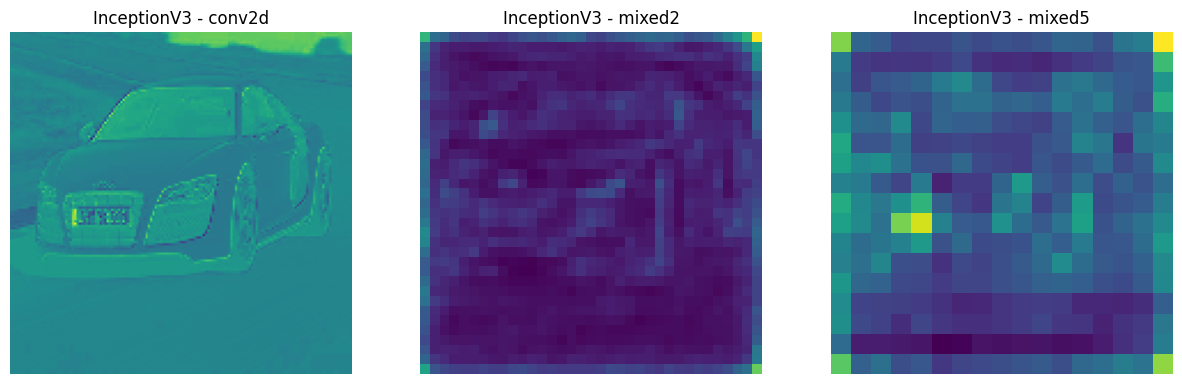 InceptionV3 - conv2d
InceptionV3 - mixed2
InceptionV3 - mixed5